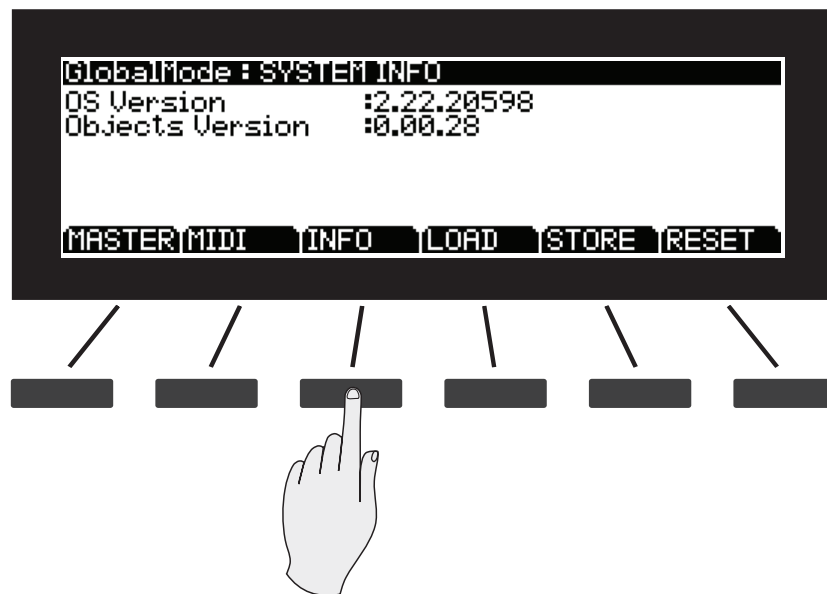 GlobalMode : SYSTEM INFO
OS Version :2.22.20598
Objects Version :0.00.28
MASTER MIDI INFO LOAD STORE RESET